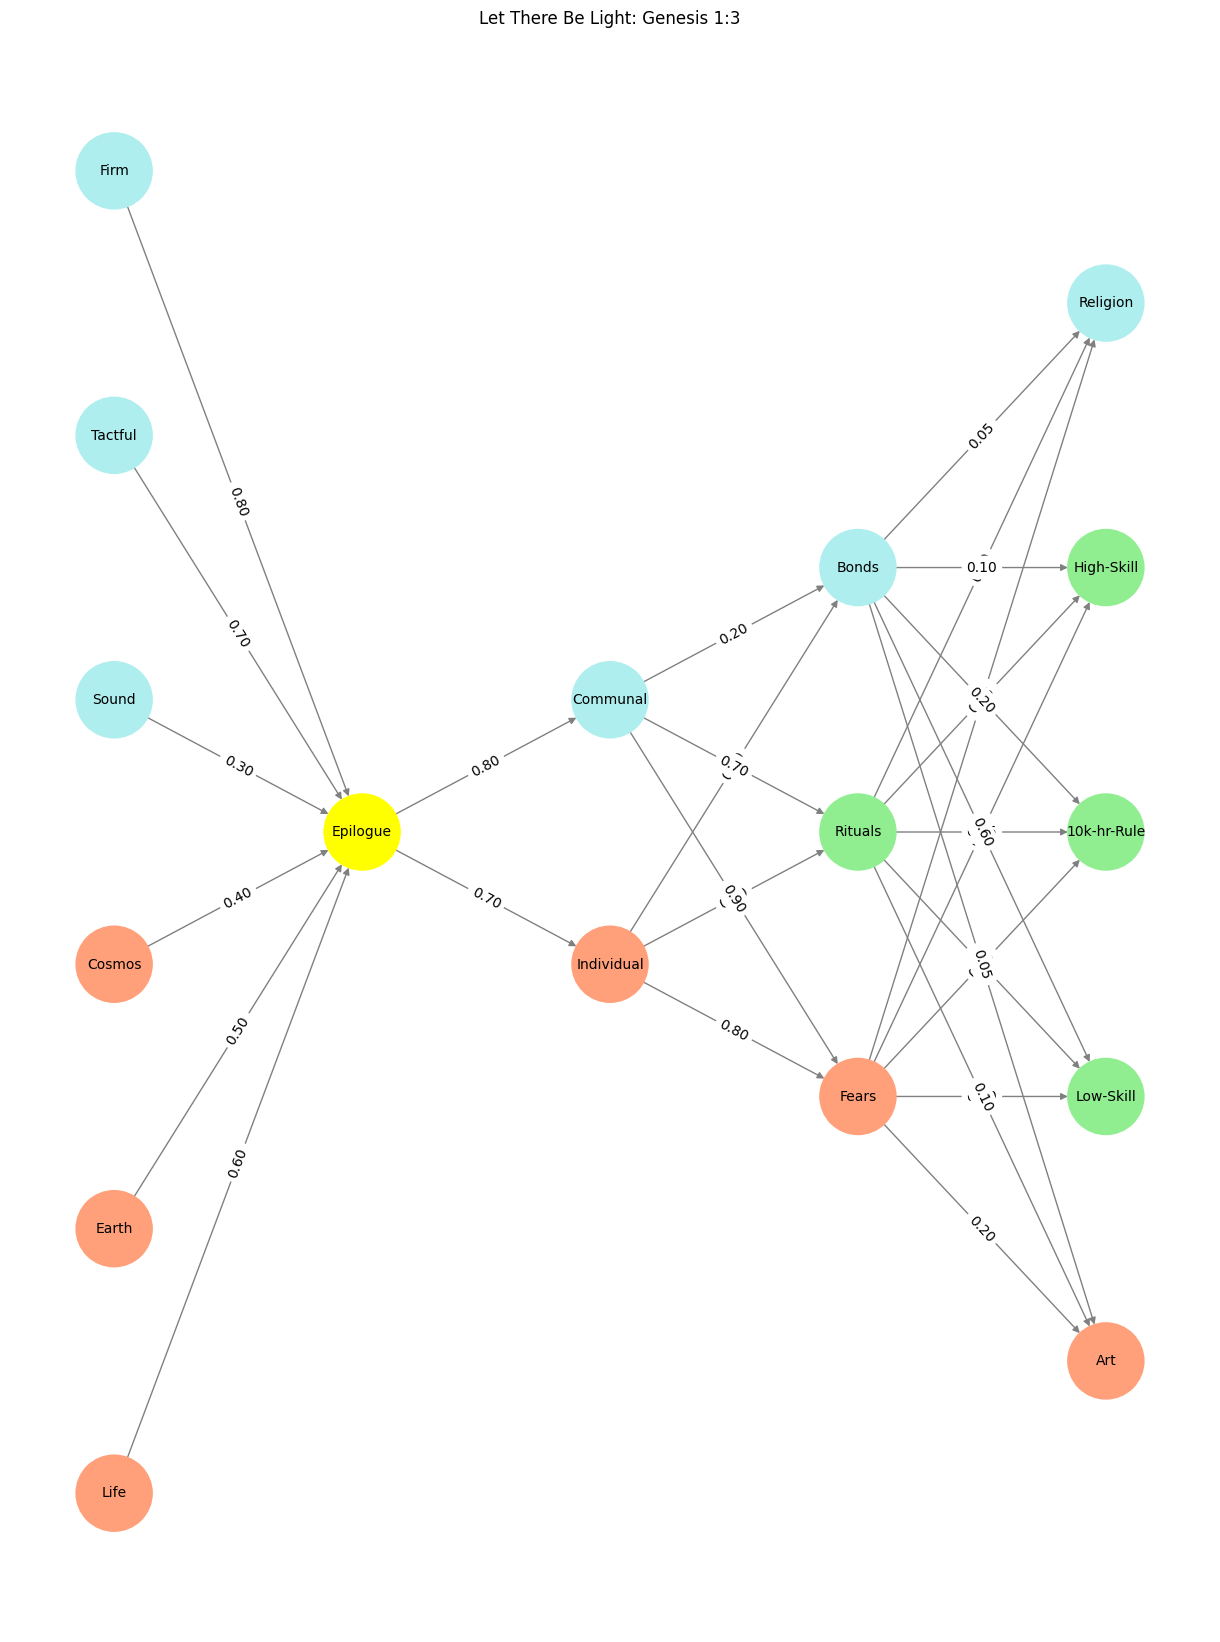 Let There Be Light: Genesis 1:3
Firm
Religion
Tactful
0.05
0.80
Bonds
0.10
High-Skill
0.70
0.20
Sound
Communal
0.20
0.30
0.80
0.70
Epilogue
Rituals
0.60
10k-hr-Rule
0.40
0.70
0.90
Cosmos
Individual
0.05
0.50
0.80
Fears
0.10
Low-Skill
0.60
Earth
0.20
Art
Life